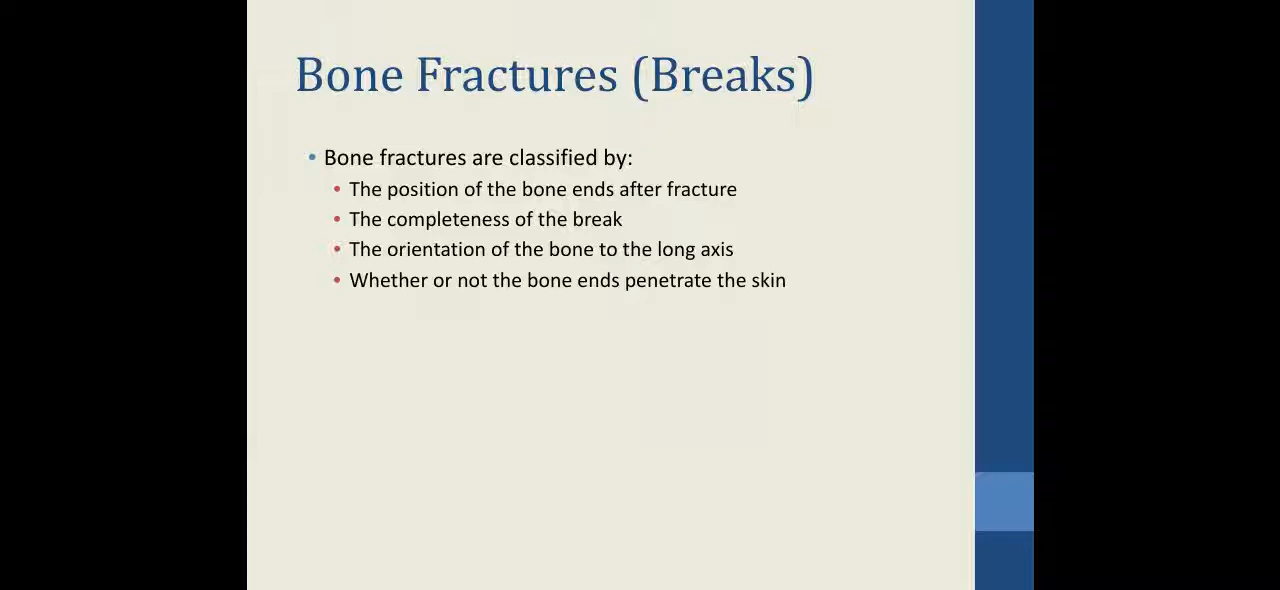 Bone Fractures (Breaks)
• Bone fractures are classified by:
• The position of the bone ends after fracture
• The completeness of the break
• The orientation of the bone to the long axis
• Whether or not the bone ends penetrate the skin